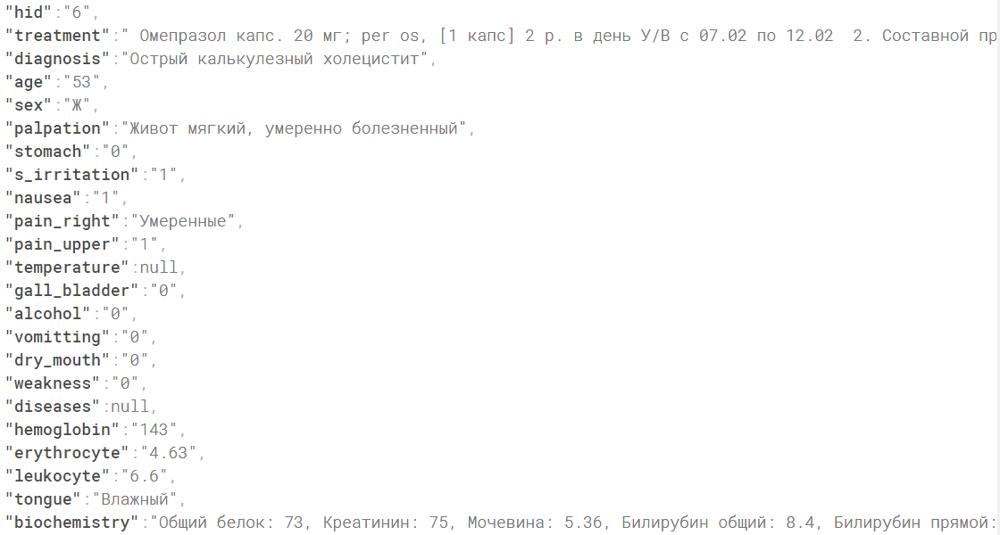 "hid":"6",
"treatment":" Омепразол капс. 20 мг; per os, [1 капс] 2 р. в день У/В с 07.02 по 12.02  2. Составной пр
"diagnosis":"Острый калькулезный холецистит",
"age":"53",
"sex":"Ж",
"palpation":"Живот мягкий, умеренно болезненный",
"stomach":"0",
"s_irritation":"1",
"nausea":"1",
"pain_right":"Умеренные",
"pain_upper":"1",
"temperature":null,
"gall_bladder":"0",
"alcohol":"0",
"vomitting":"0",
"dry_mouth":"0",
"weakness":"0",
"diseases":null,
"hemoglobin":"143",
"erythrocyte":"4.63",
"leukocyte":"6.6",
"tongue":"Влажный",
"biochemistry":"Общий белок: 73, Креатинин: 75, Мочевина: 5.36, Билирубин общий: 8.4, Билирубин прямой: